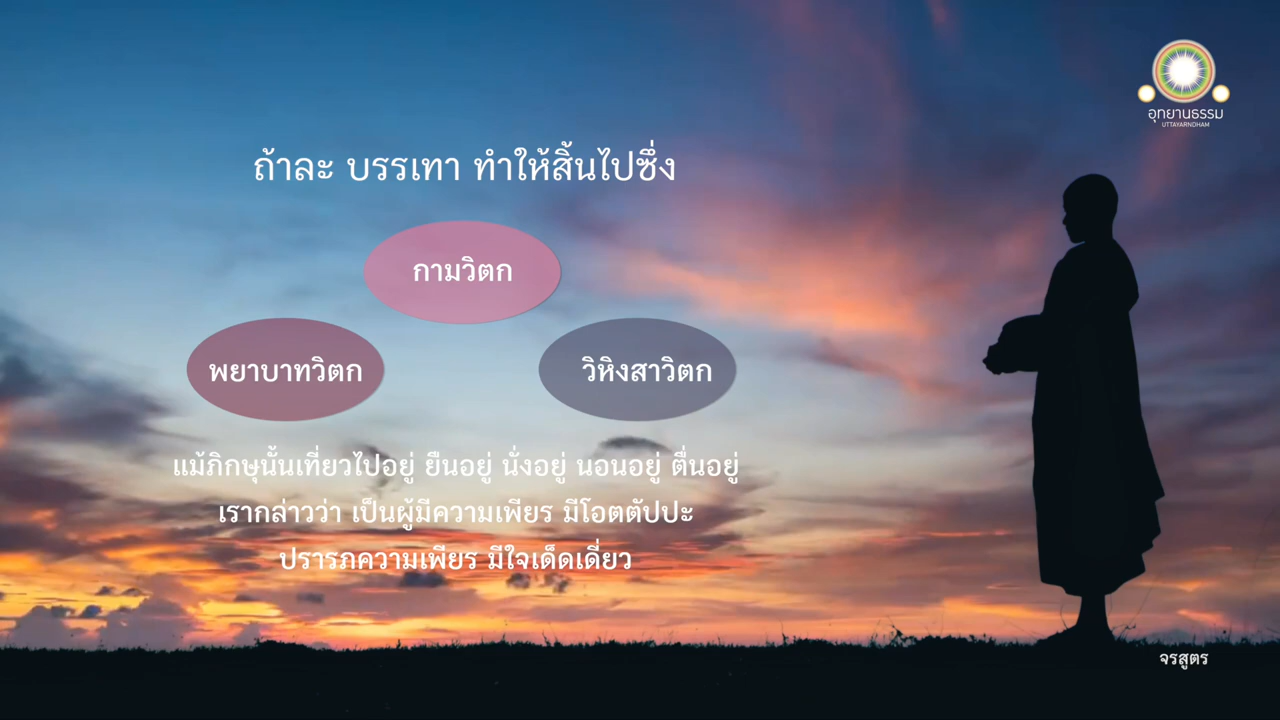 อุทยานธรรม
UTTAYARNDHAM
ถ้าละ บรรเทา ทำให้สิ้นไปซึ่ง
กามวิตก
พยาบาทวิตก
วิหิงสาวิตก
แม้ภิกษุนั้นเที่ยวไปอยู่ ยืนอยู่ นั่งอยู่ นอนอยู่ ตื่นอยู่
เรากล่าวว่า เป็นผู้มีความเพียร มีโอตตัปปะ
ปรารภความเพียร มีใจเด็ดเดี่ยว
จรสูตร